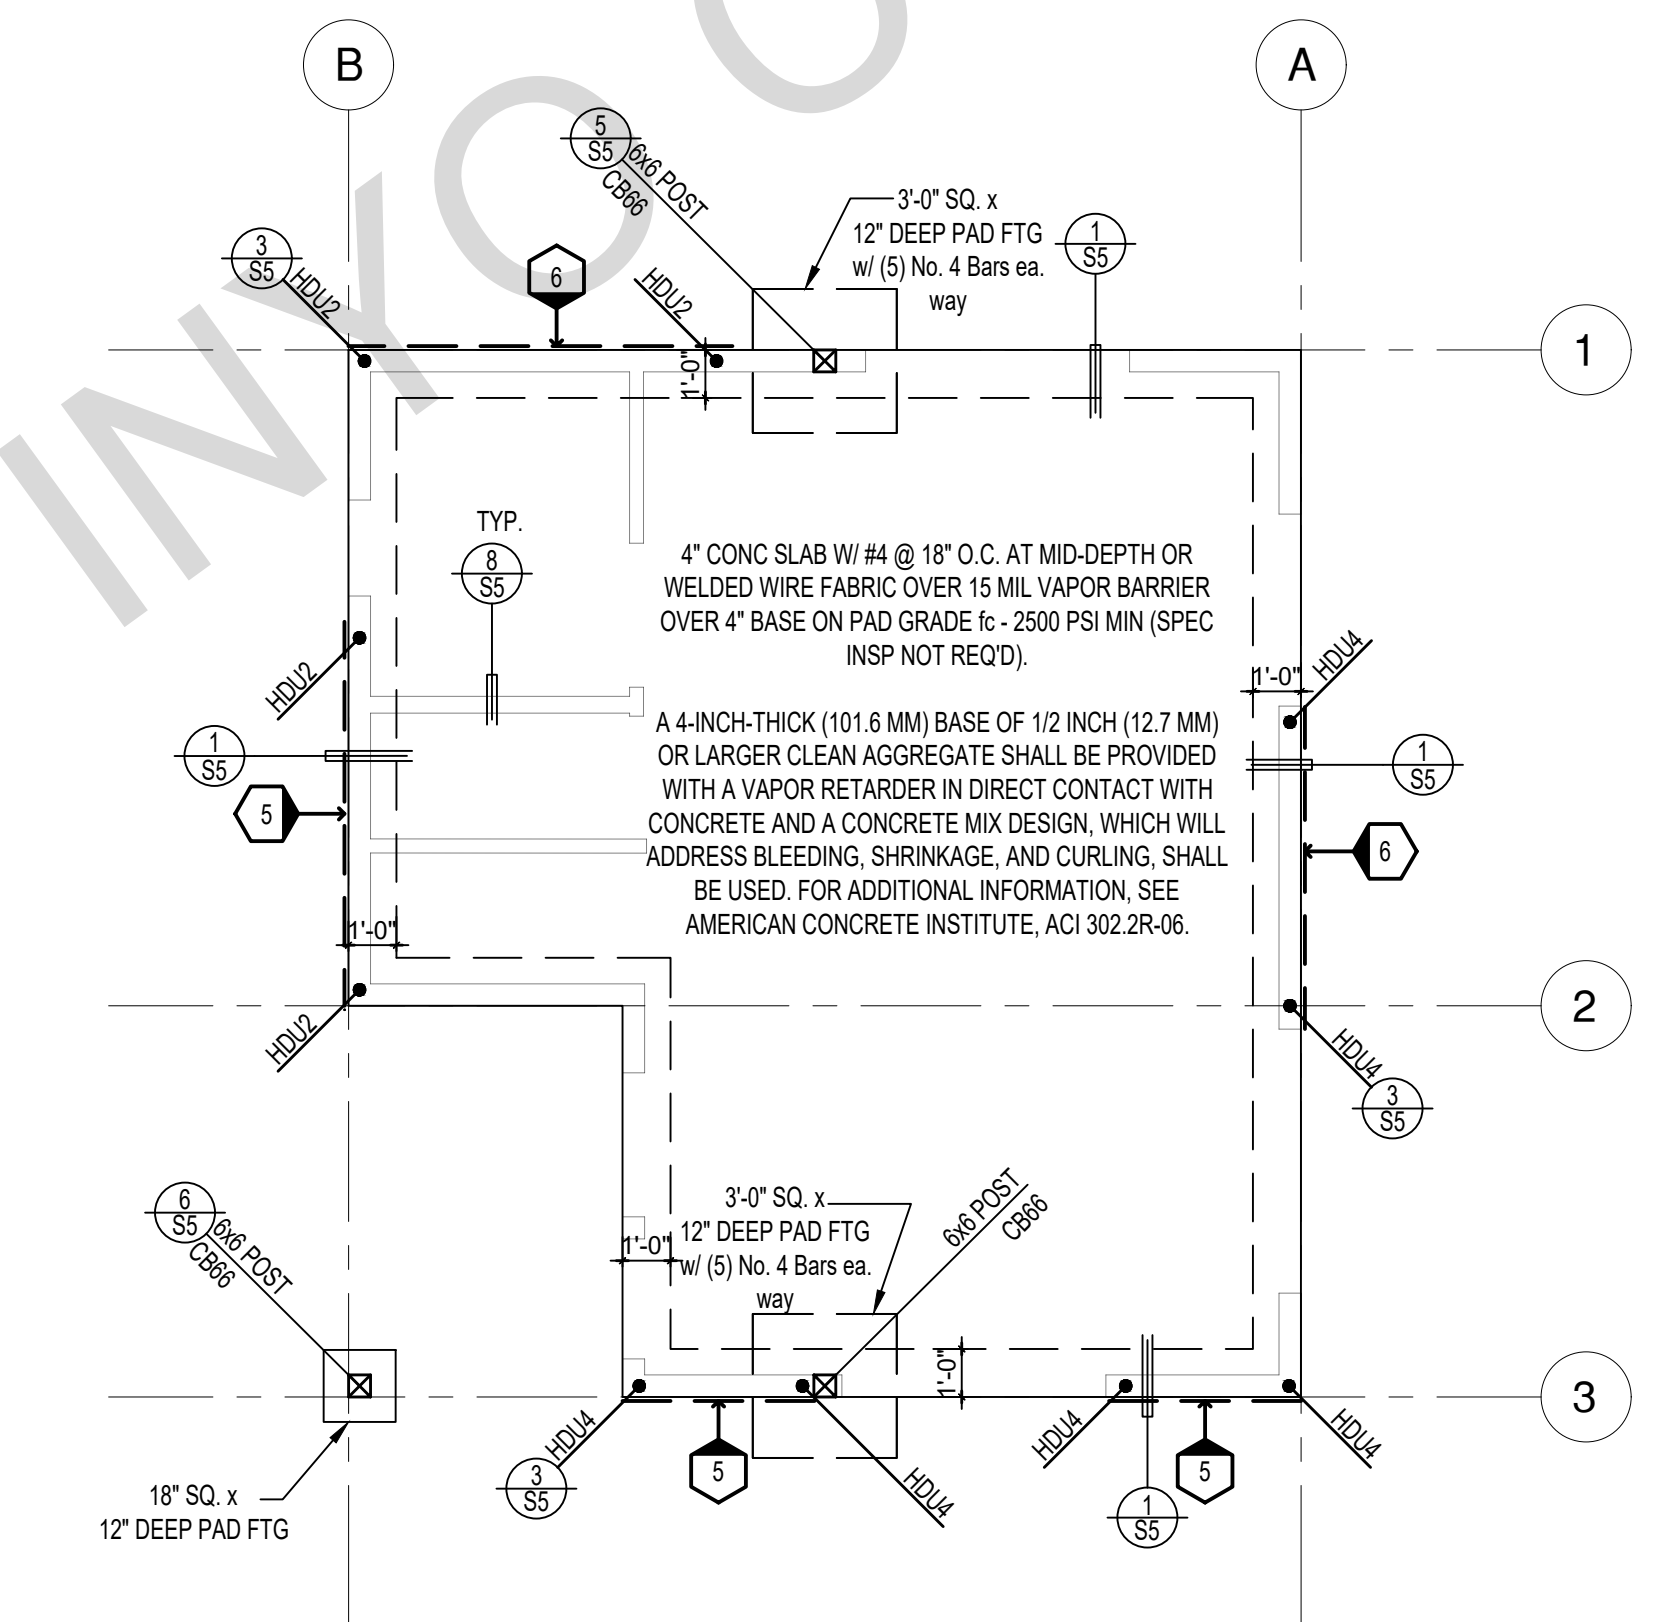 INYO
B
A
5
S5
6x6 POST
CB66
3'-0" SQ. x
12" DEEP PAD FTG
w/ (5) No. 4 Bars ea.
way
1
S5
3
S5
HDU2
6
HDU2
1
1'-0"
TYP.
8
S5
4" CONC SLAB W/ #4 @ 18" O.C. AT MID-DEPTH OR
WELDED WIRE FABRIC OVER 15 MIL VAPOR BARRIER
OVER 4" BASE ON PAD GRADE fc - 2500 PSI MIN (SPEC
INSP NOT REQ'D).
HDU2
HDU4
1'-0"
A 4-INCH-THICK (101.6 MM) BASE OF 1/2 INCH (12.7 MM)
OR LARGER CLEAN AGGREGATE SHALL BE PROVIDED
WITH A VAPOR RETARDER IN DIRECT CONTACT WITH
CONCRETE AND A CONCRETE MIX DESIGN, WHICH WILL
ADDRESS BLEEDING, SHRINKAGE, AND CURLING, SHALL
BE USED. FOR ADDITIONAL INFORMATION, SEE
AMERICAN CONCRETE INSTITUTE, ACI 302.2R-06.
1
S5
5
1
S5
6
1'-0"
2
HDU2
HDU4
3
S5
6
S5
6x6 POST
CB66
3'-0" SQ. x
12" DEEP PAD FTG
w/ (5) No. 4 Bars ea.
way
6x6 POST
CB66
1'-0"
1'-0"
3
HDU4
3
S5
5
HDU4
HDU4
1
S5
5
HDU4
18" SQ. x
12" DEEP PAD FTG